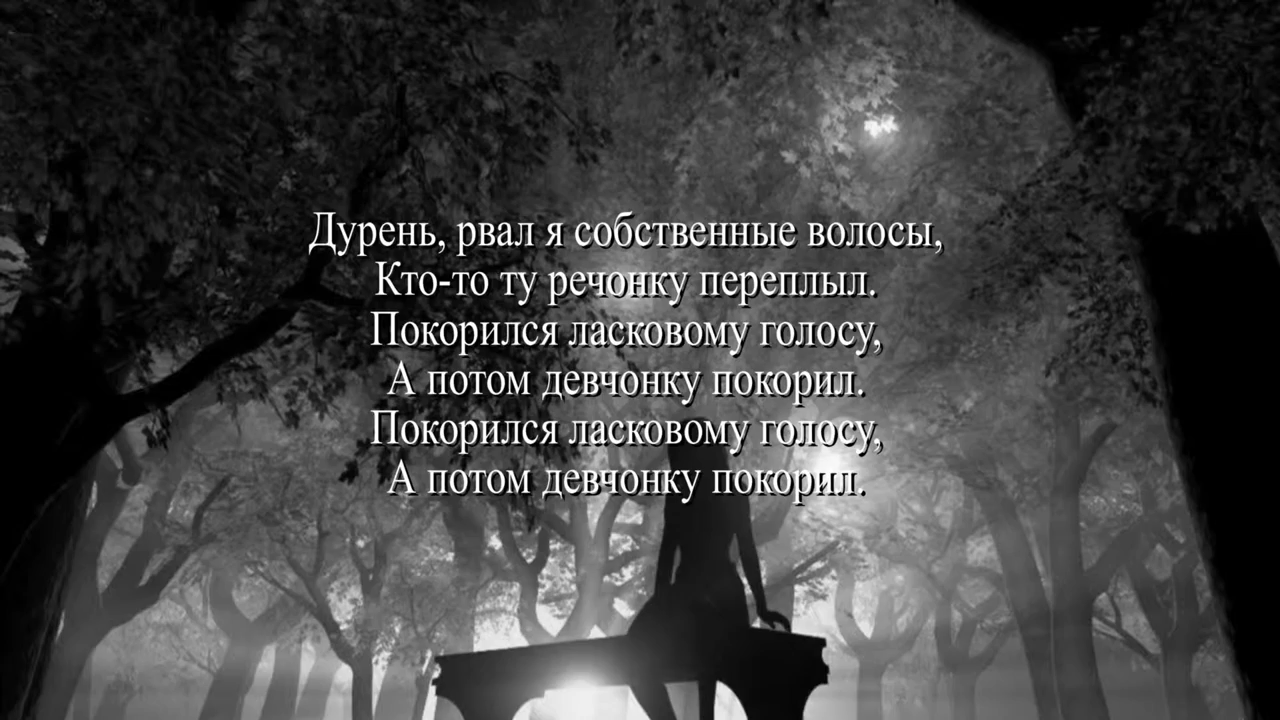 Дурень, рвал я собственные волосы,
Кто-то ту речонку переплыл.
Покорился ласковому голосу,
А потом девчонку покорил.
Покорился ласковому голосу,
А потом девчонку покорил.